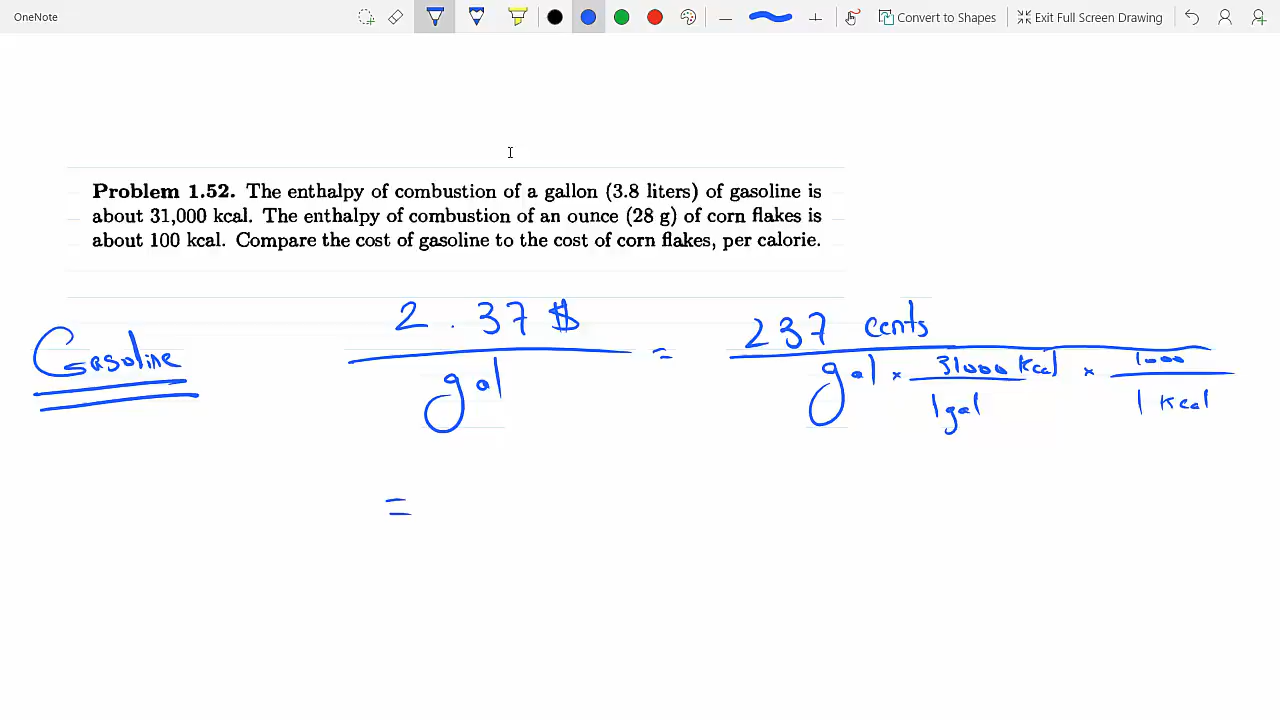 OneNote
Convert to Shapes
Exit Full Screen Drawing
Problem 1.52. The enthalpy of combustion of a gallon (3.8 liters) of gasoline is
about 31,000 kcal. The enthalpy of combustion of an ounce (28 g) of corn flakes is
about 100 kcal. Compare the cost of gasoline to the cost of corn flakes, per calorie.
Gasoline
2.37 $
gal
=
237 cents
gal × 31000 kcal × 1000
1 gal 1 kcal
=